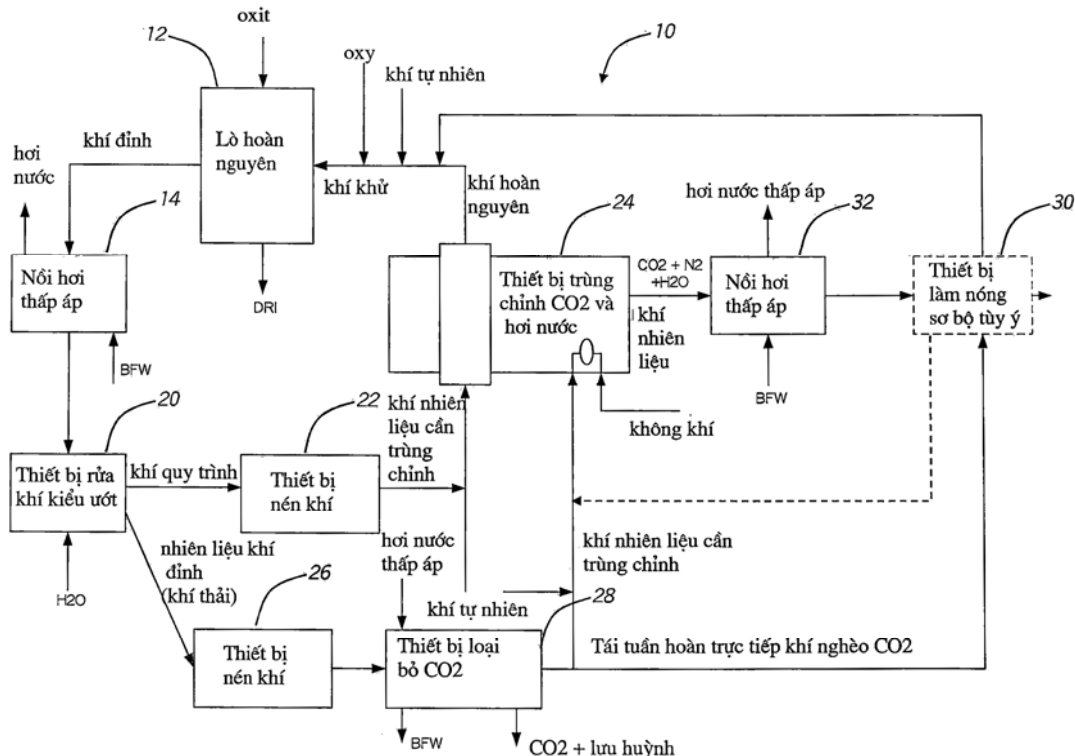 oxit
12
oxy
10
khí tự nhiên
khí đỉnh
Lò hoàn
nguyên
hơi
nước
khí khử
khí hoàn
nguyên
14
24
hơi nước thấp áp
32
30
Nồi hơi
thấp áp
DRI
Thiết bị trùng
chỉnh CO2 và
hơi nước
CO2 + N2
+H2O
khí
nhiên
liệu
Nồi hơi
thấp áp
Thiết bị
làm nóng
sơ bộ tùy ý
BFW
BFW
20
22
khí nhiên
liệu cần
trùng
chỉnh
không khí
Thiết bị rửa
khí kiểu ướt
khí quy trình
Thiết bị
nén khí
H2O
nhiên liệu khí
đỉnh
(khí thải)
26
hơi nước
thấp áp
khí nhiên liệu cần
trùng chỉnh
khí tự nhiên
28
Thiết bị
nén khí
Thiết bị loại
bỏ CO2
Tái tuần hoàn trực tiếp khí nghèo CO2
BFW
CO2 + lưu huỳnh